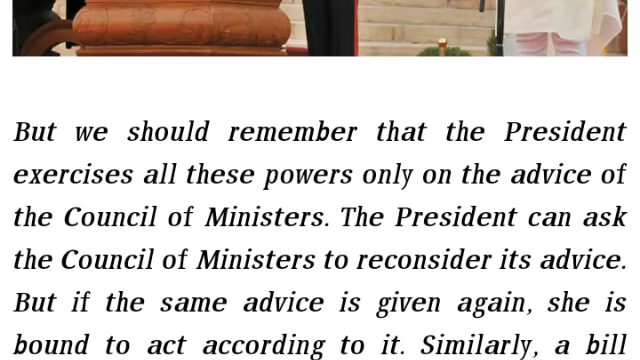 But we should remember that the President
exercises all these powers only on the advice of
the Council of Ministers. The President can ask
the Council of Ministers to reconsider its advice.
But if the same advice is given again, she is
bound to act according to it. Similarly, a bill